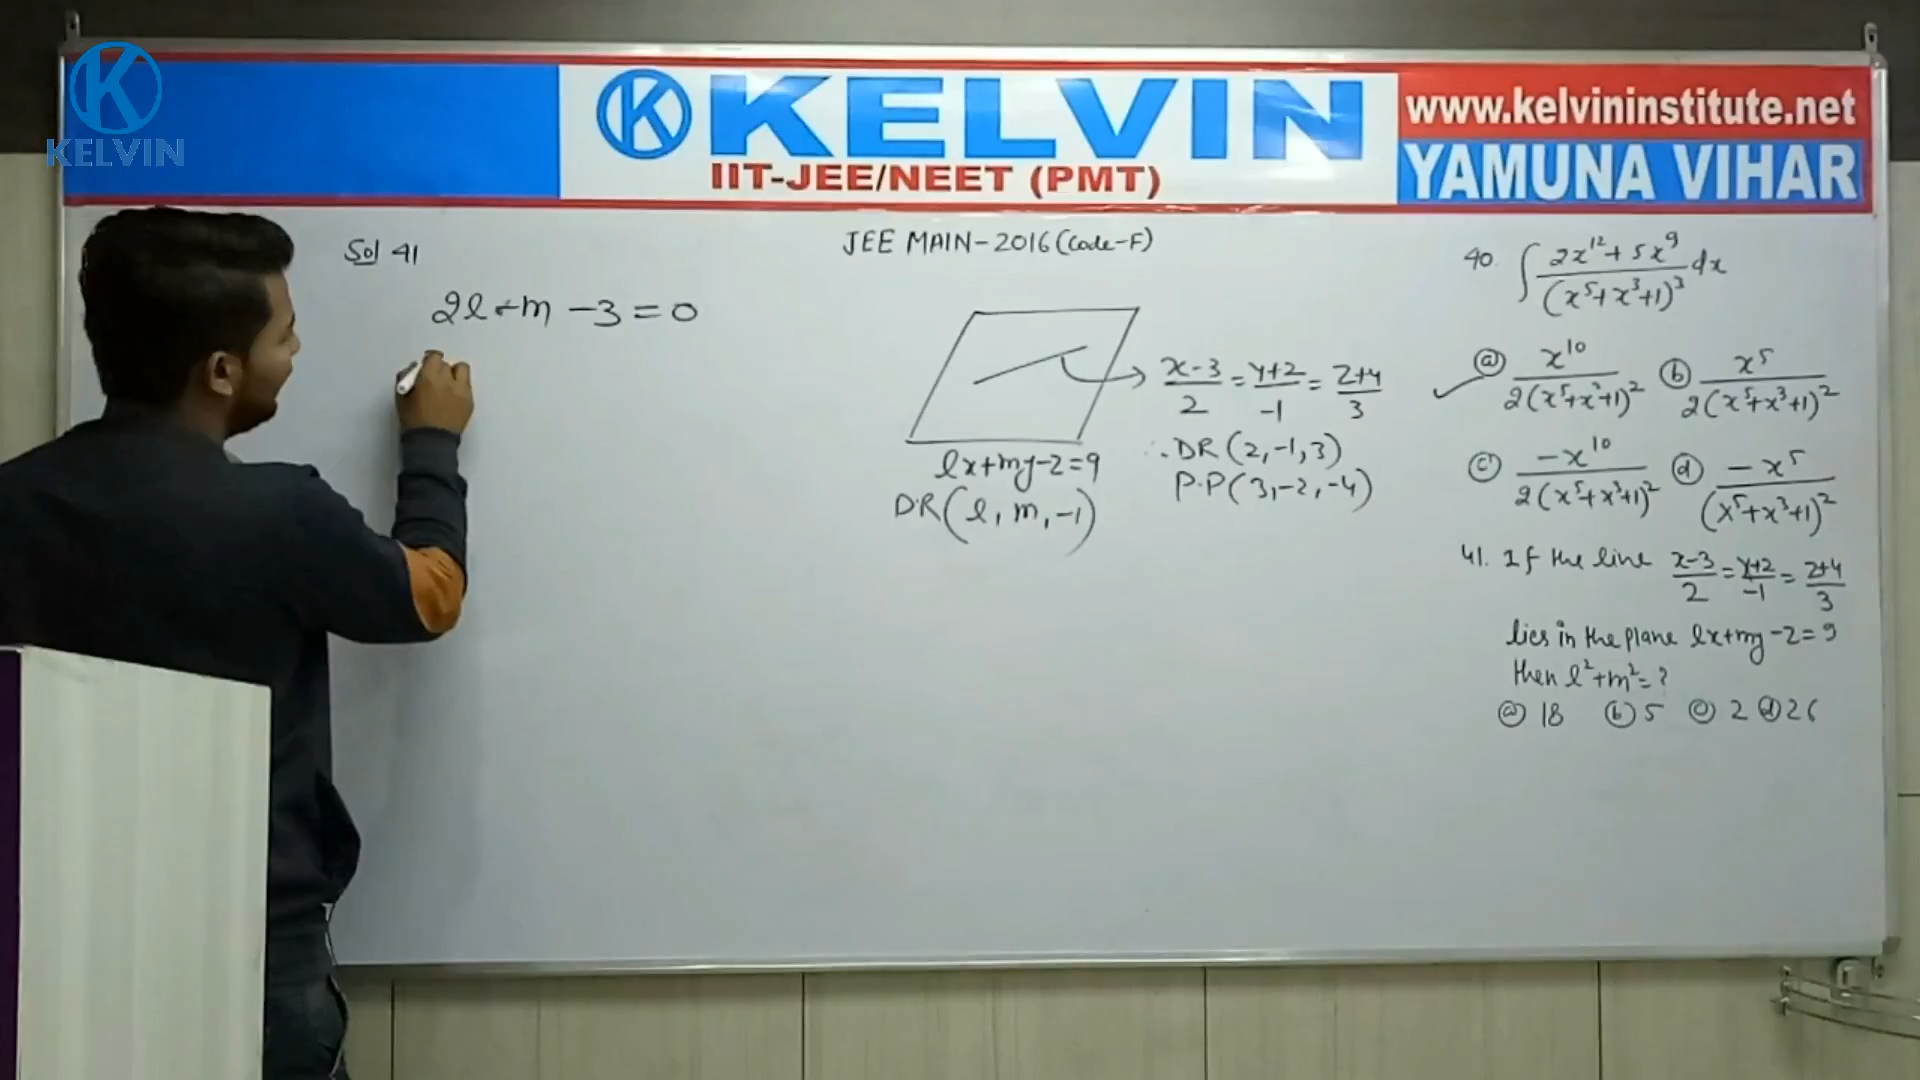 KELVIN
KELVIN
IIT-JEE/NEET (PMT)
www.kelvininstitute.net
YAMUNA VIHAR
JEE MAIN-2016 (Code-F)
Sol 41
2l-m -3=0
x-3/2 = y+2/-1 = z+4/3
∴ DR (2,-1,3)
P.P (3,-2,-4)
lx+my-z=9
DR (l, m, -1)
40. ∫ 2x¹²+5x⁹/(x⁵+x³+1)³ dx
ⓐ x¹⁰/2(x⁵+x³+1)² ⓑ x⁵/2(x⁵+x³+1)²
ⓒ -x¹⁰/2(x⁵+x³+1)² ⓓ -x⁵/(x⁵+x³+1)²
41. If the line x-3/2 = y+2/-1 = z+4/3
lies in the plane lx+my-z=9
then l²+m²=?
ⓐ 18 ⓑ 5 ⓒ 2 ⓓ 26